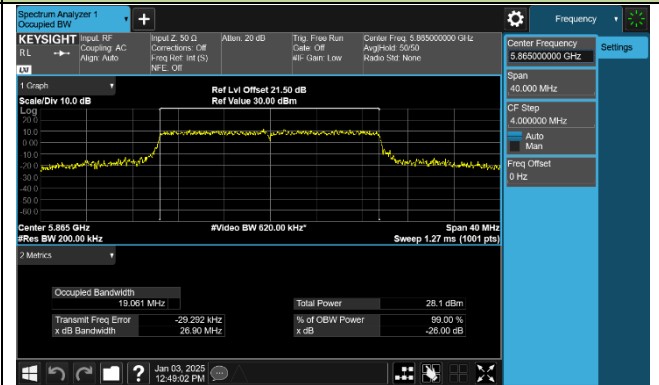 Spectrum Analyzer 1
Occupied BW
Frequency
KEYSIGHT
RL
LXI
Input: RF
Coupling: AC
Align: Auto
Input Z: 50 Ω
Corrections: Off
Freq Ref: Int (S)
NFE: Off
Atten: 20 dB
Trig: Free Run
Gate: Off
#IF Gain: Low
Center Freq: 5.865000000 GHz
Avg|Hold: 50/50
Radio Std: None
Center Frequency
5.865000000 GHz
Settings
Span
40.000 MHz
CF Step
4.000000 MHz
Auto
Man
Freq Offset
0 Hz
1 Graph
Scale/Div 10.0 dB
Ref Lvl Offset 21.50 dB
Ref Value 30.00 dBm
Log
20.0
10.0
0.00
-10.0
-20.0
-30.0
-40.0
-50.0
-60.0
Center 5.865 GHz
#Video BW 620.00 kHz*
Span 40 MHz
#Res BW 200.00 kHz
Sweep 1.27 ms (1001 pts)
2 Metrics
Occupied Bandwidth
19.061 MHz
Total Power 28.1 dBm
Transmit Freq Error -29.292 kHz
% of OBW Power 99.00 %
x dB Bandwidth 26.90 MHz
x dB -26.00 dB
Jan 03, 2025
12:49:02 PM